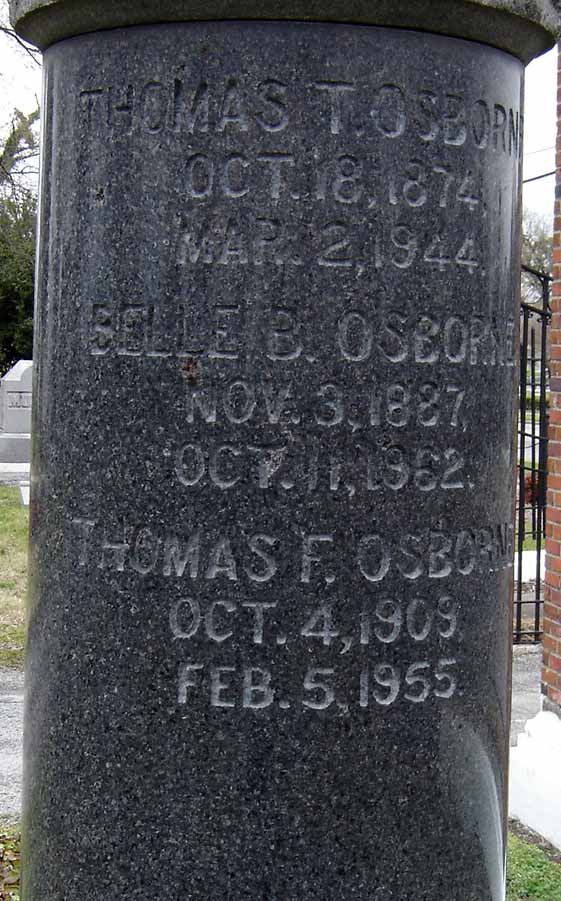 THOMAS T. OSBORNE
OCT. 18, 1874,
MAR. 2, 1944.
BELLE B. OSBORNE
NOV. 3, 1887,
OCT. 11, 1962.
THOMAS F. OSBORNE
OCT. 4, 1909.
FEB. 5, 1955.